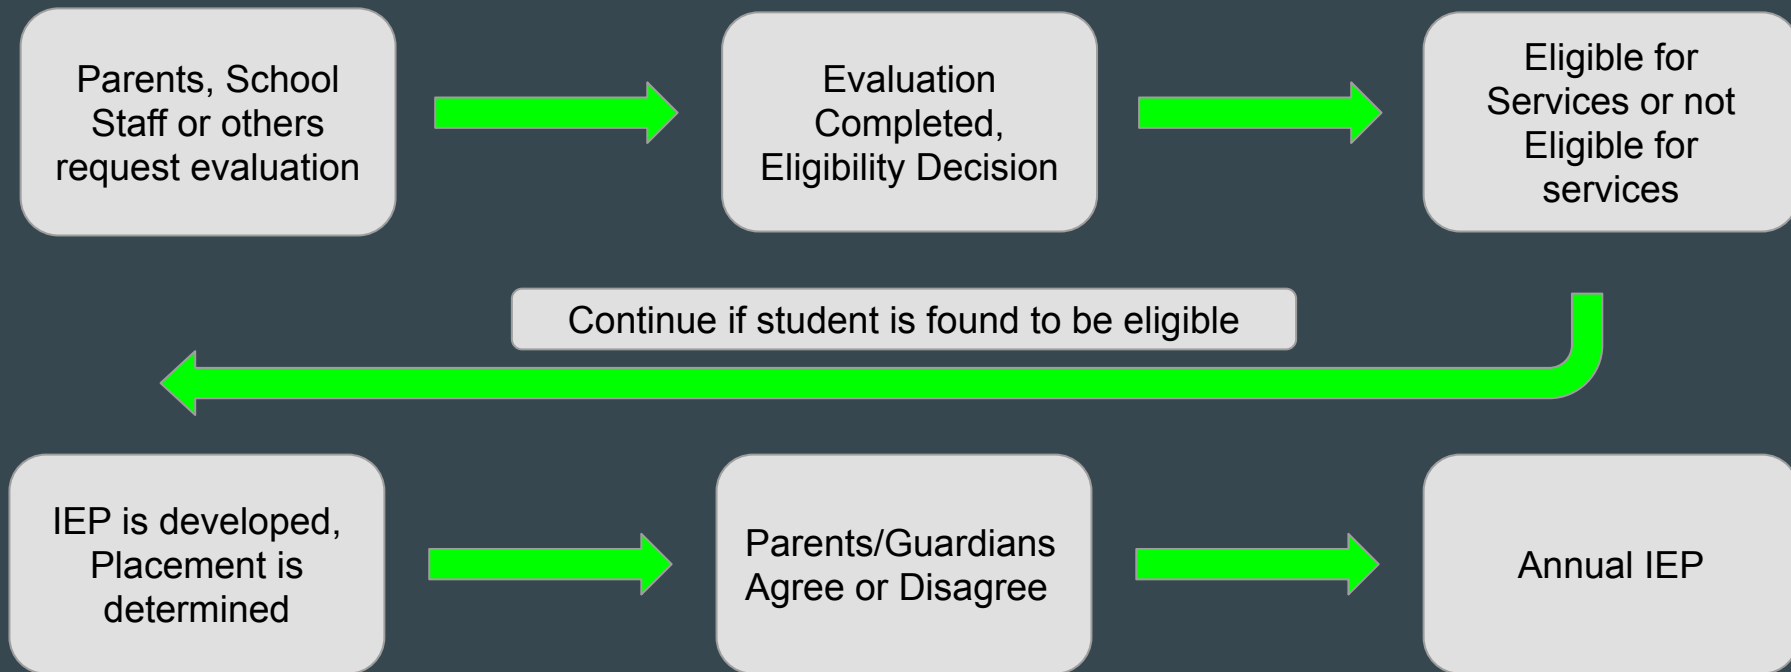 Parents, School
Staff or others
request evaluation
Evaluation
Completed,
Eligibility Decision
Eligible for
Services or not
Eligible for
services
Continue if student is found to be eligible
IEP is developed,
Placement is
determined
Parents/Guardians
Agree or Disagree
Annual IEP